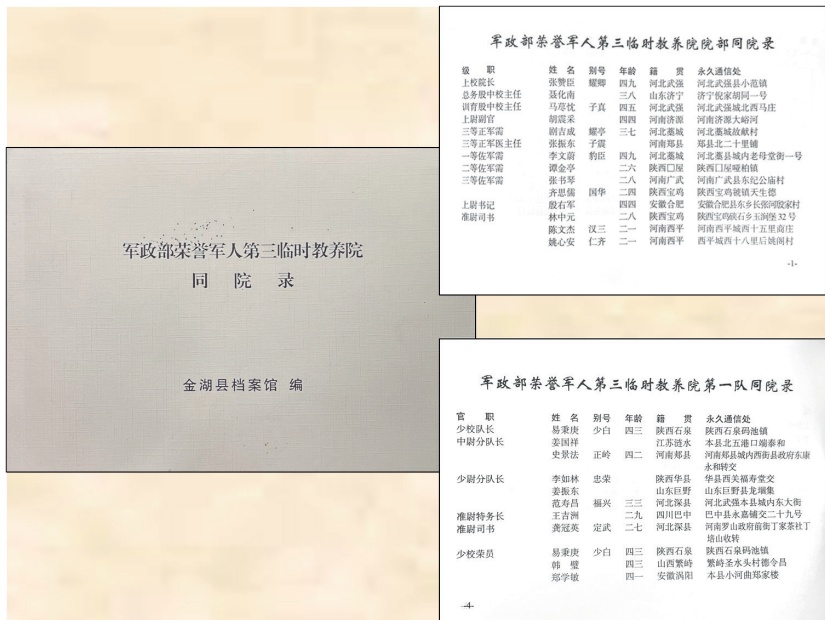 军政部荣誉军人第三临时教养院
同 院 录
金湖县档案馆 编
军政部荣誉军人第三临时教养院院部同院录
级 职 姓 名 别号 年龄 籍 贯 永久通信处
上校院长 张赞臣 耀卿 四九 河北武强 河北武强县小范镇
总务股中校主任 聂化南 三八 山东济宁 济宁倪家胡同一号
训育股中校主任 马荩忱 子真 四五 河北武强 河北武强城北西马庄
上尉副官 胡震采 四四 河南济源 河南济源大峪河
三等正军需 剧吉成 耀亭 三七 河北藁城 河北藁城故献村
三等正军医主任 张振东 子震 河南郏县 郏县北二十里铺
一等佐军需 李文蔚 豹臣 四九 河北藁城 河北藁县城内老母堂街一号
二等佐军需 谭金亭 二六 陕西□屋 陕西□屋哑柏镇
三等佐军需 张书琴 二八 河南广武 河南广武县东纪公庙村
齐思儒 国华 二四 陕西宝鸡 陕西宝鸡虢镇天生德
上尉书记 殷右军 四四 安徽合肥 安徽合肥县东乡长张河殷家村
准尉司书 林中元 二八 陕西宝鸡 陕西宝鸡硖石乡玉涧堡32号
陈文杰 汉三 二一 河南西平 河南西平城西十五里商庄
姚心安 仁齐 二一 河南西平 西平城西十八里后姚阁村
-1-
军政部荣誉军人第三临时教养院第一队同院录
官 职 姓 名 别号 年龄 籍 贯 永久通信处
少校队长 易秉庚 少白 四三 陕西石泉 陕西石泉码池镇
中尉分队长 姜国祥 江苏涟水 本县北五港口端泰和
史景法 正岭 四二 河南郏县 河南郏县城内西街县政府东康
永和转交
少尉分队长 李如林 忠荣 陕西华县 华县西关福寿堂交
姜振东 山东巨野 山东巨野县龙堌集
范寿昌 福兴 三三 河北深县 河北武强本县城内东大街
准尉特务长 王吉洲 二九 四川巴中 巴中县永嘉铺交二十九号
准尉司书 龚冠英 定武 二七 河北深县 河南罗山政府前街丁家茶社丁
培山收转
少校荣员 易秉庚 少白 四三 陕西石泉 陕西石泉码池镇
韩 璧 四三 山西繁峙 繁峙圣水头村德令昌
郑学敏 四一 安徽涡阳 本县小河曲郑家楼
-4-